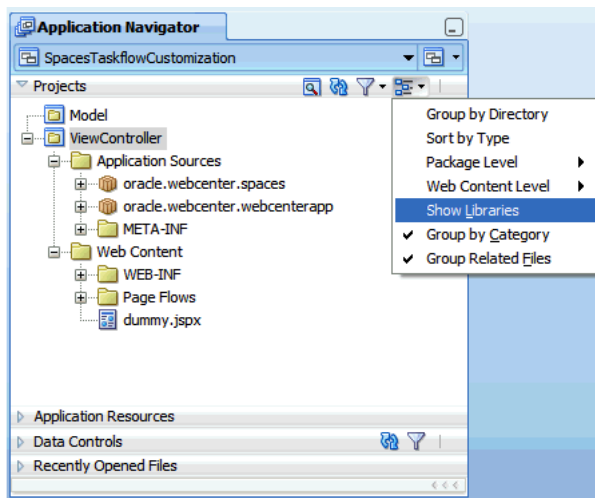 Application Navigator
SpacesTaskflowCustomization
Projects
Model
ViewController
Application Sources
oracle.webcenter.spaces
oracle.webcenter.webcenterapp
META-INF
Web Content
WEB-INF
Page Flows
dummy.jspx
Group by Directory
Sort by Type
Package Level
Web Content Level
Show Libraries
Group by Category
Group Related Files
Application Resources
Data Controls
Recently Opened Files